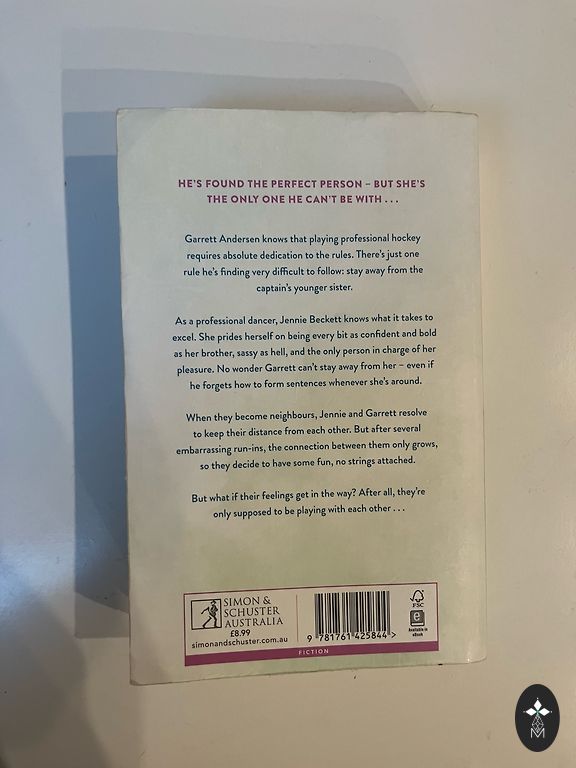 HE'S FOUND THE PERFECT PERSON – BUT SHE'S
THE ONLY ONE HE CAN'T BE WITH . . .
Garrett Andersen knows that playing professional hockey
requires absolute dedication to the rules. There's just one
rule he's finding very difficult to follow: stay away from the
captain's younger sister.
As a professional dancer, Jennie Beckett knows what it takes to
excel. She prides herself on being every bit as confident and bold
as her brother, sassy as hell, and the only person in charge of her
pleasure. No wonder Garrett can't stay away from her – even if
he forgets how to form sentences whenever she's around.
When they become neighbours, Jennie and Garrett resolve
to keep their distance from each other. But after several
embarrassing run-ins, the connection between them only grows,
so they decide to have some fun, no strings attached.
But what if their feelings get in the way? After all, they're
only supposed to be playing with each other . . .
SIMON &
SCHUSTER
AUSTRALIA
£8.99
simonandschuster.com.au
9 781761 425844 >
FSC
e
Available in
eBook
FICTION
M